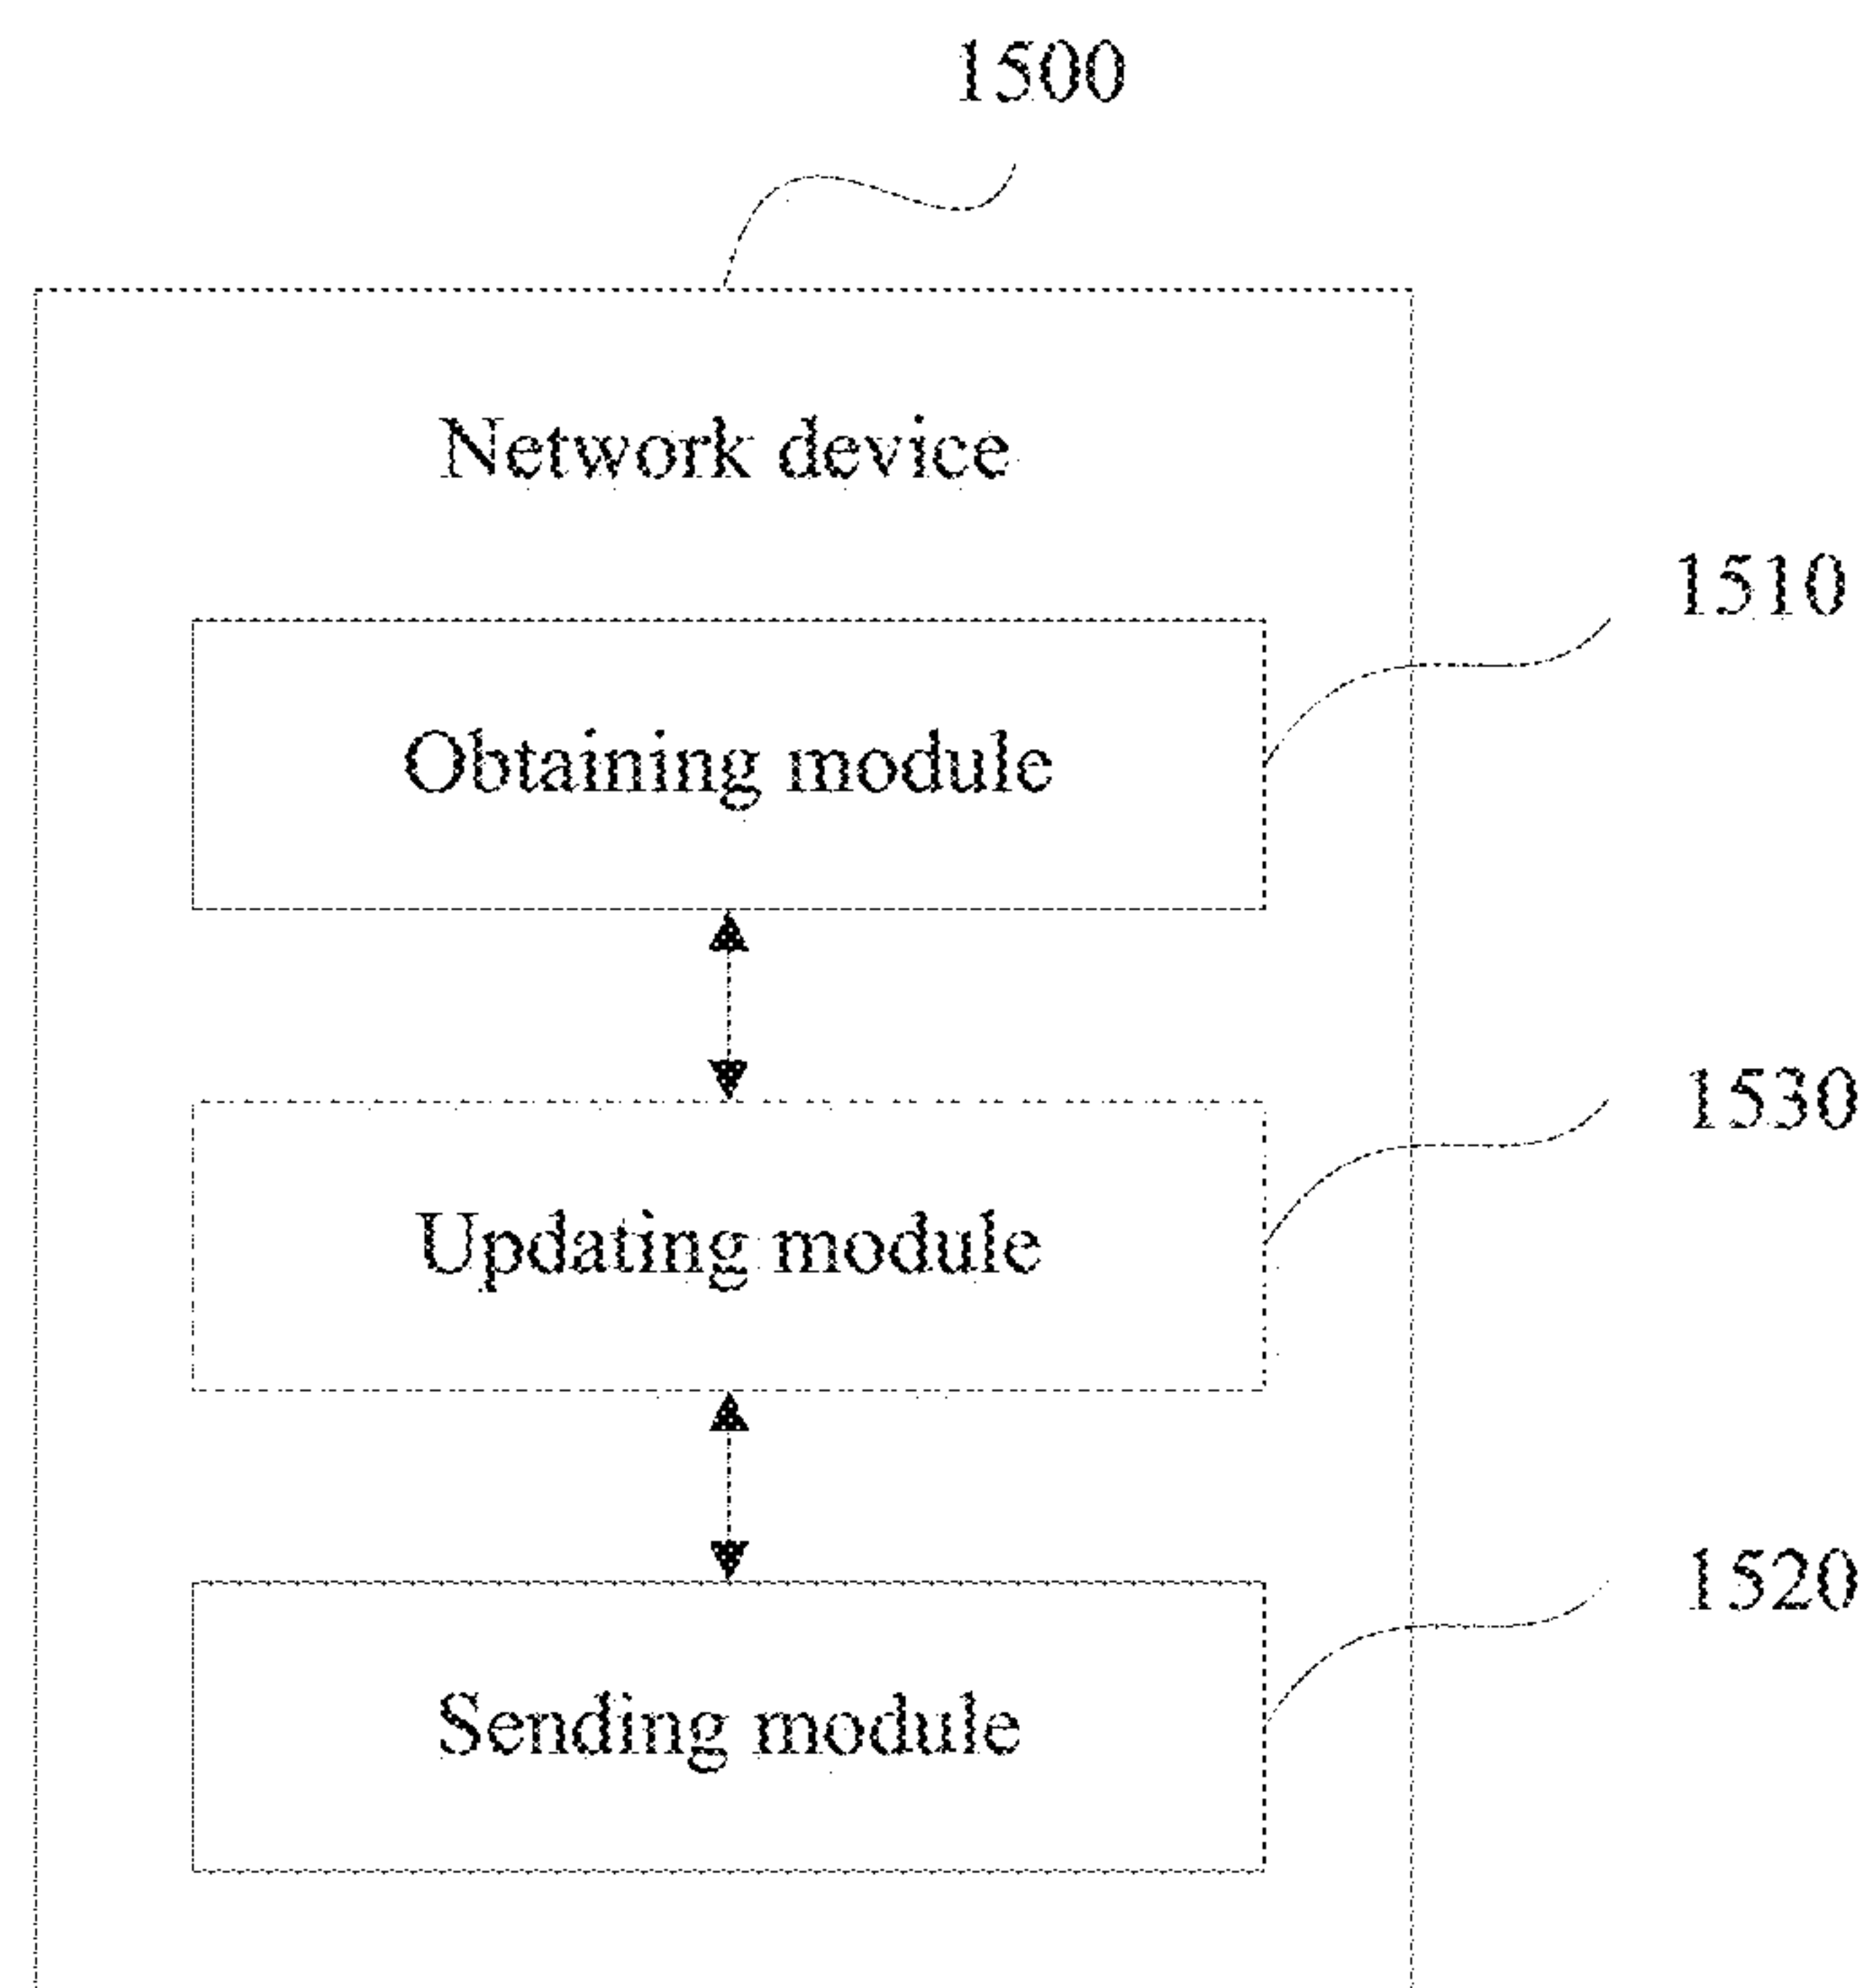 1500
Network device
1510
Obtaining module
1530
Updating module
1520
Sending module